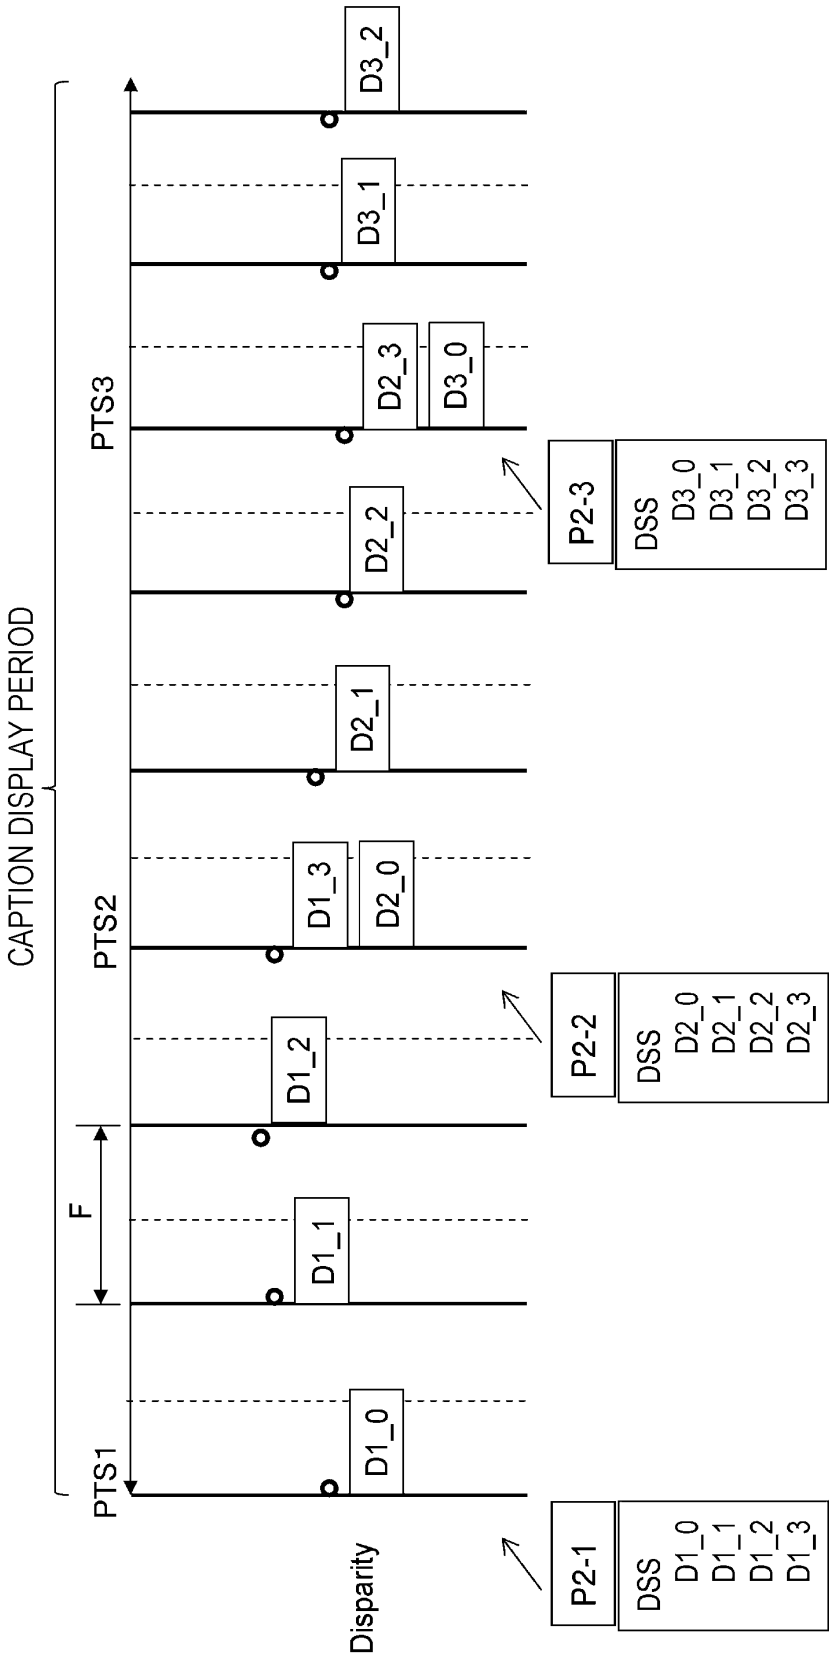 CAPTION DISPLAY PERIOD
PTS1
F
PTS2
PTS3
Disparity
D1_0
D1_1
D1_2
D1_3
D2_0
D2_1
D2_2
D2_3
D3_0
D3_1
D3_2
P2-1
DSS
D1_0
D1_1
D1_2
D1_3
P2-2
DSS
D2_0
D2_1
D2_2
D2_3
P2-3
DSS
D3_0
D3_1
D3_2
D3_3